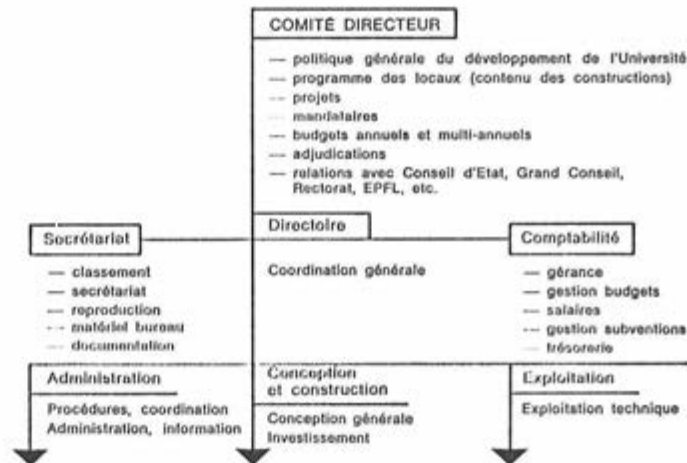 COMITÉ DIRECTEUR
— politique générale du développement de l'Université
— programme des locaux (contenu des constructions)
— projets
— mandataires
— budgets annuels et multi-annuels
— adjudications
— relations avec Conseil d'Etat, Grand Conseil,
Rectorat, EPFL, etc.
Secrétariat
— classement
— secrétariat
— reproduction
— matériel bureau
— documentation
Directoire
Coordination générale
Comptabilité
— gérance
— gestion budgets
— salaires
— gestion subventions
— trésorerie
Administration
Procédures, coordination
Administration, information
Conception
et construction
Conception générale
Investissement
Exploitation
Exploitation technique